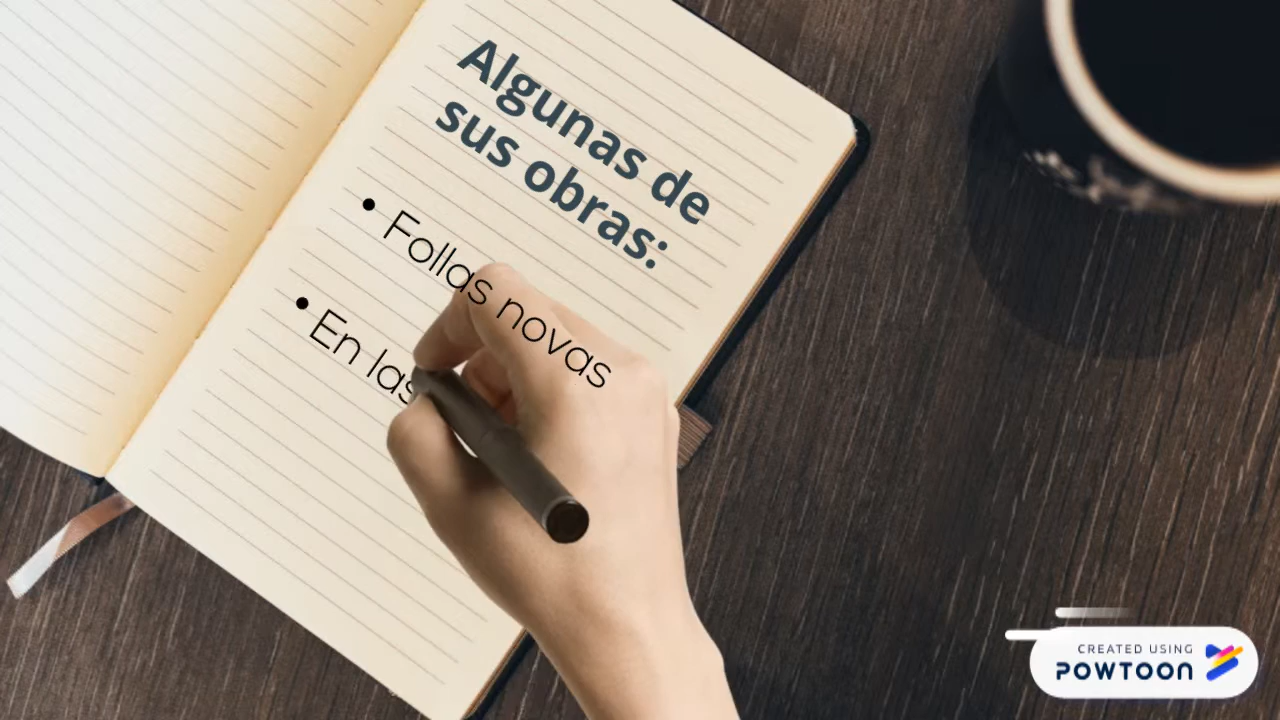 Algunas de
sus obras:
• Follas novas
• En las
CREATED USING
POWTOON